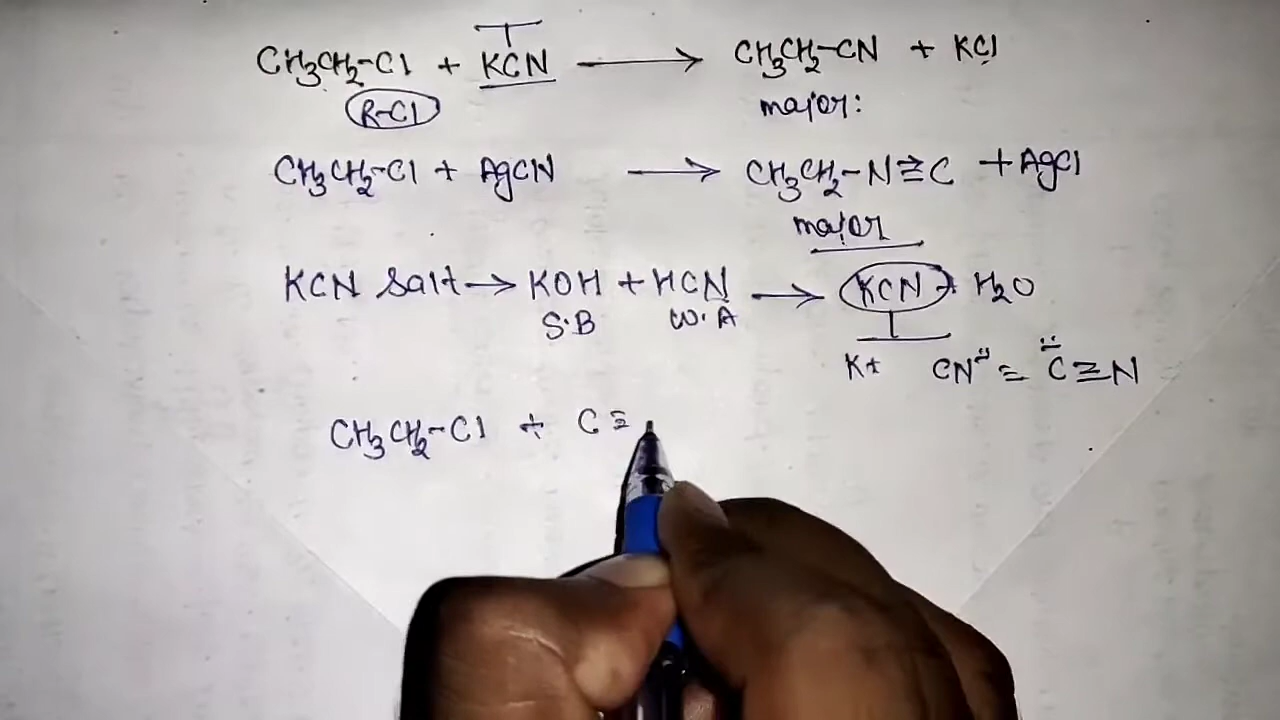 CH₃CH₂-Cl + KCN → CH₃CH₂-CN + KCl
R-Cl major:
CH₃CH₂-Cl + AgCN → CH₃CH₂-N≡C + AgCl
major
KCN Salt → KOH + HCN → KCN + H₂O
S.B W.A
K+ CN⁻̈ = :̄C≡N
CH₃CH₂-Cl + C≡